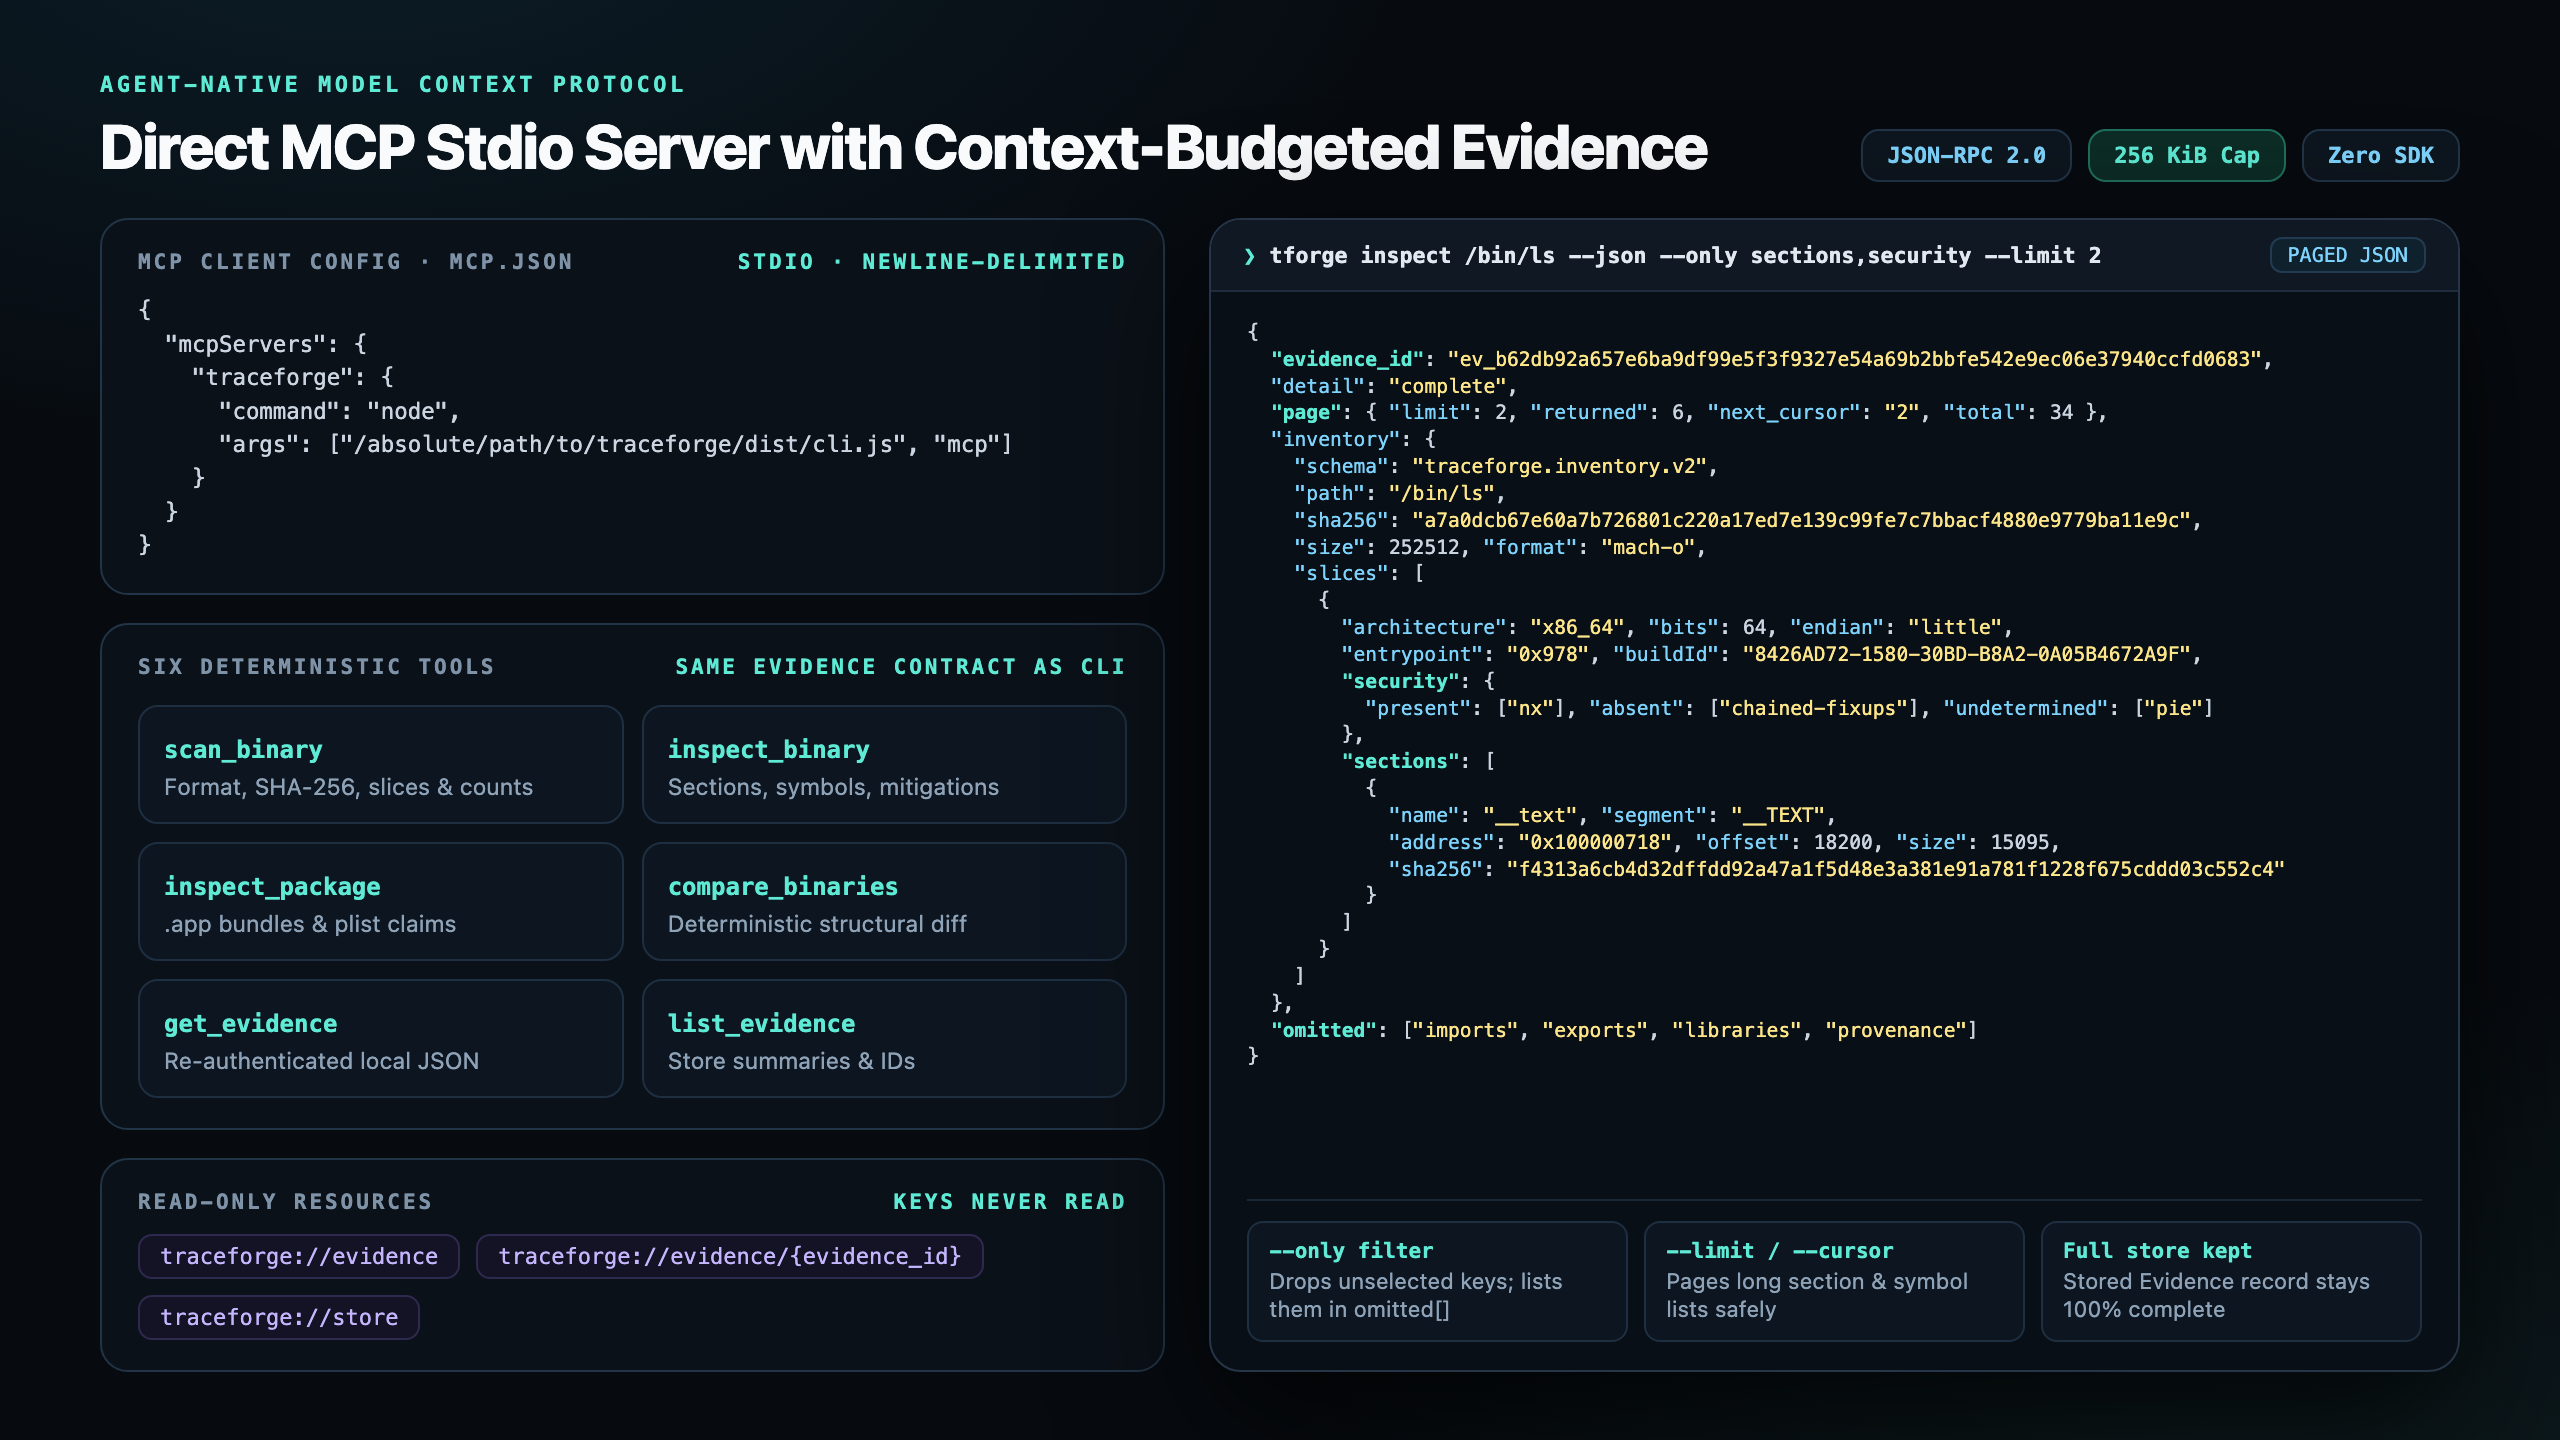 AGENT-NATIVE MODEL CONTEXT PROTOCOL
Direct MCP Stdio Server with Context-Budgeted Evidence
JSON-RPC 2.0
256 KiB Cap
Zero SDK
MCP CLIENT CONFIG · MCP.JSON
STDIO · NEWLINE-DELIMITED
{
  "mcpServers": {
    "traceforge": {
      "command": "node",
      "args": ["/absolute/path/to/traceforge/dist/cli.js", "mcp"]
    }
  }
}
SIX DETERMINISTIC TOOLS
SAME EVIDENCE CONTRACT AS CLI
scan_binary
Format, SHA-256, slices & counts
inspect_binary
Sections, symbols, mitigations
inspect_package
.app bundles & plist claims
compare_binaries
Deterministic structural diff
get_evidence
Re-authenticated local JSON
list_evidence
Store summaries & IDs
READ-ONLY RESOURCES
KEYS NEVER READ
traceforge://evidence
traceforge://evidence/{evidence_id}
traceforge://store
❯ tforge inspect /bin/ls --json --only sections,security --limit 2
PAGED JSON
{
  "evidence_id": "ev_b62db92a657e6ba9df99e5f3f9327e54a69b2bbfe542e9ec06e37940ccfd0683",
  "detail": "complete",
  "page": { "limit": 2, "returned": 6, "next_cursor": "2", "total": 34 },
  "inventory": {
    "schema": "traceforge.inventory.v2",
    "path": "/bin/ls",
    "sha256": "a7a0dcb67e60a7b726801c220a17ed7e139c99fe7c7bbacf4880e9779ba11e9c",
    "size": 252512, "format": "mach-o",
    "slices": [
      {
        "architecture": "x86_64", "bits": 64, "endian": "little",
        "entrypoint": "0x978", "buildId": "8426AD72-1580-30BD-B8A2-0A05B4672A9F",
        "security": {
          "present": ["nx"], "absent": ["chained-fixups"], "undetermined": ["pie"]
        },
        "sections": [
          {
            "name": "__text", "segment": "__TEXT",
            "address": "0x100000718", "offset": 18200, "size": 15095,
            "sha256": "f4313a6cb4d32dffdd92a47a1f5d48e3a381e91a781f1228f675cddd03c552c4"
          }
        ]
      }
    ]
  },
  "omitted": ["imports", "exports", "libraries", "provenance"]
}
--only filter
Drops unselected keys; lists
them in omitted[]
--limit / --cursor
Pages long section & symbol
lists safely
Full store kept
Stored Evidence record stays
100% complete